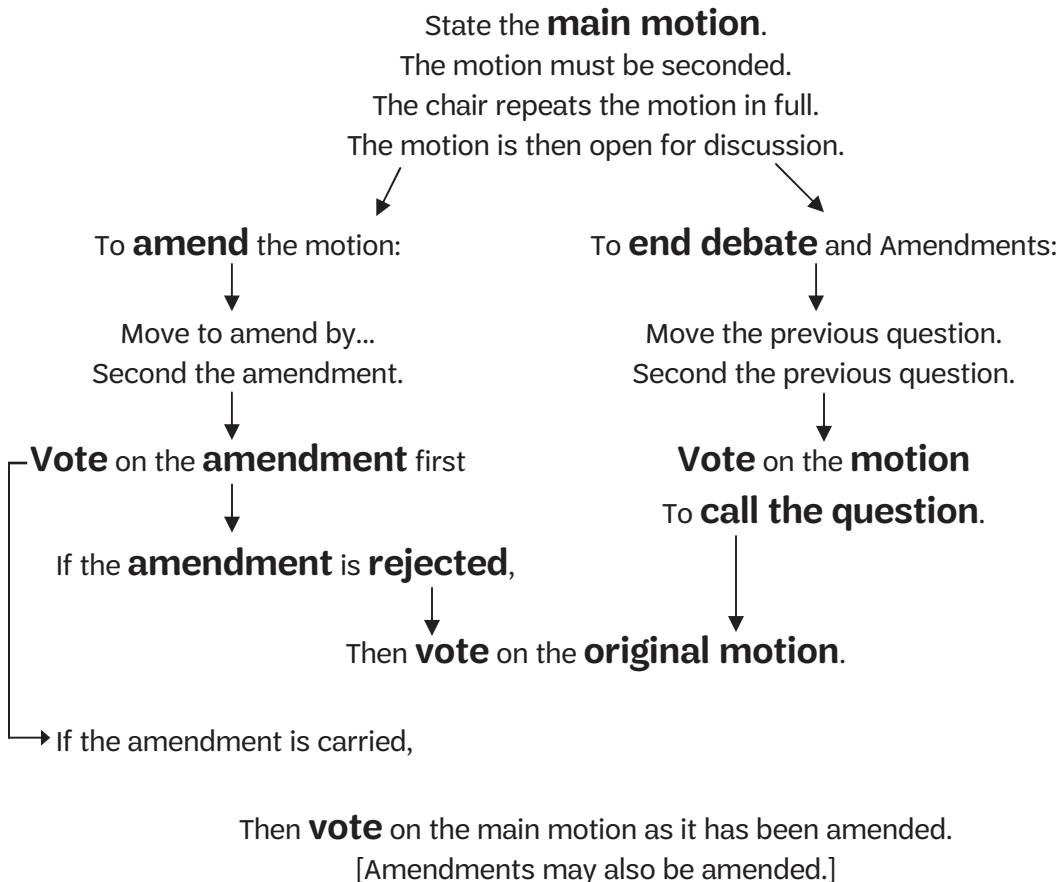 State the main motion.
The motion must be seconded.
The chair repeats the motion in full.
The motion is then open for discussion.
To amend the motion:
Move to amend by...
Second the amendment.
Vote on the amendment first
If the amendment is rejected,
To end debate and Amendments:
Move the previous question.
Second the previous question.
Vote on the motion
To call the question.
Then vote on the original motion.
If the amendment is carried,
Then vote on the main motion as it has been amended.
[Amendments may also be amended.]